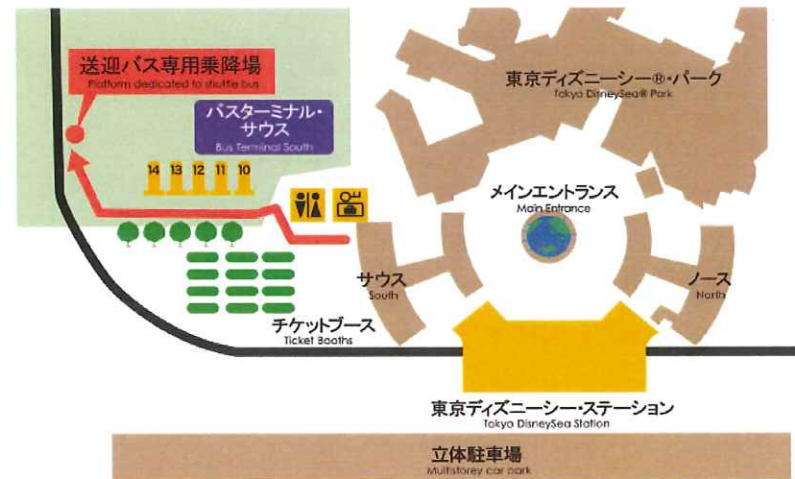 送迎バス専用乗降場
Platform dedicated to shuttle bus
バスターミナル・
サウス
Bus Terminal South
14 13 12 11 10
東京ディズニーシー®・パーク
Tokyo DisneySea® Park
メインエントランス
Main Entrance
サウス
South
ノース
North
チケットブース
Ticket Booths
東京ディズニーシー・ステーション
Tokyo DisneySea Station
立体駐車場
Multistorey car park